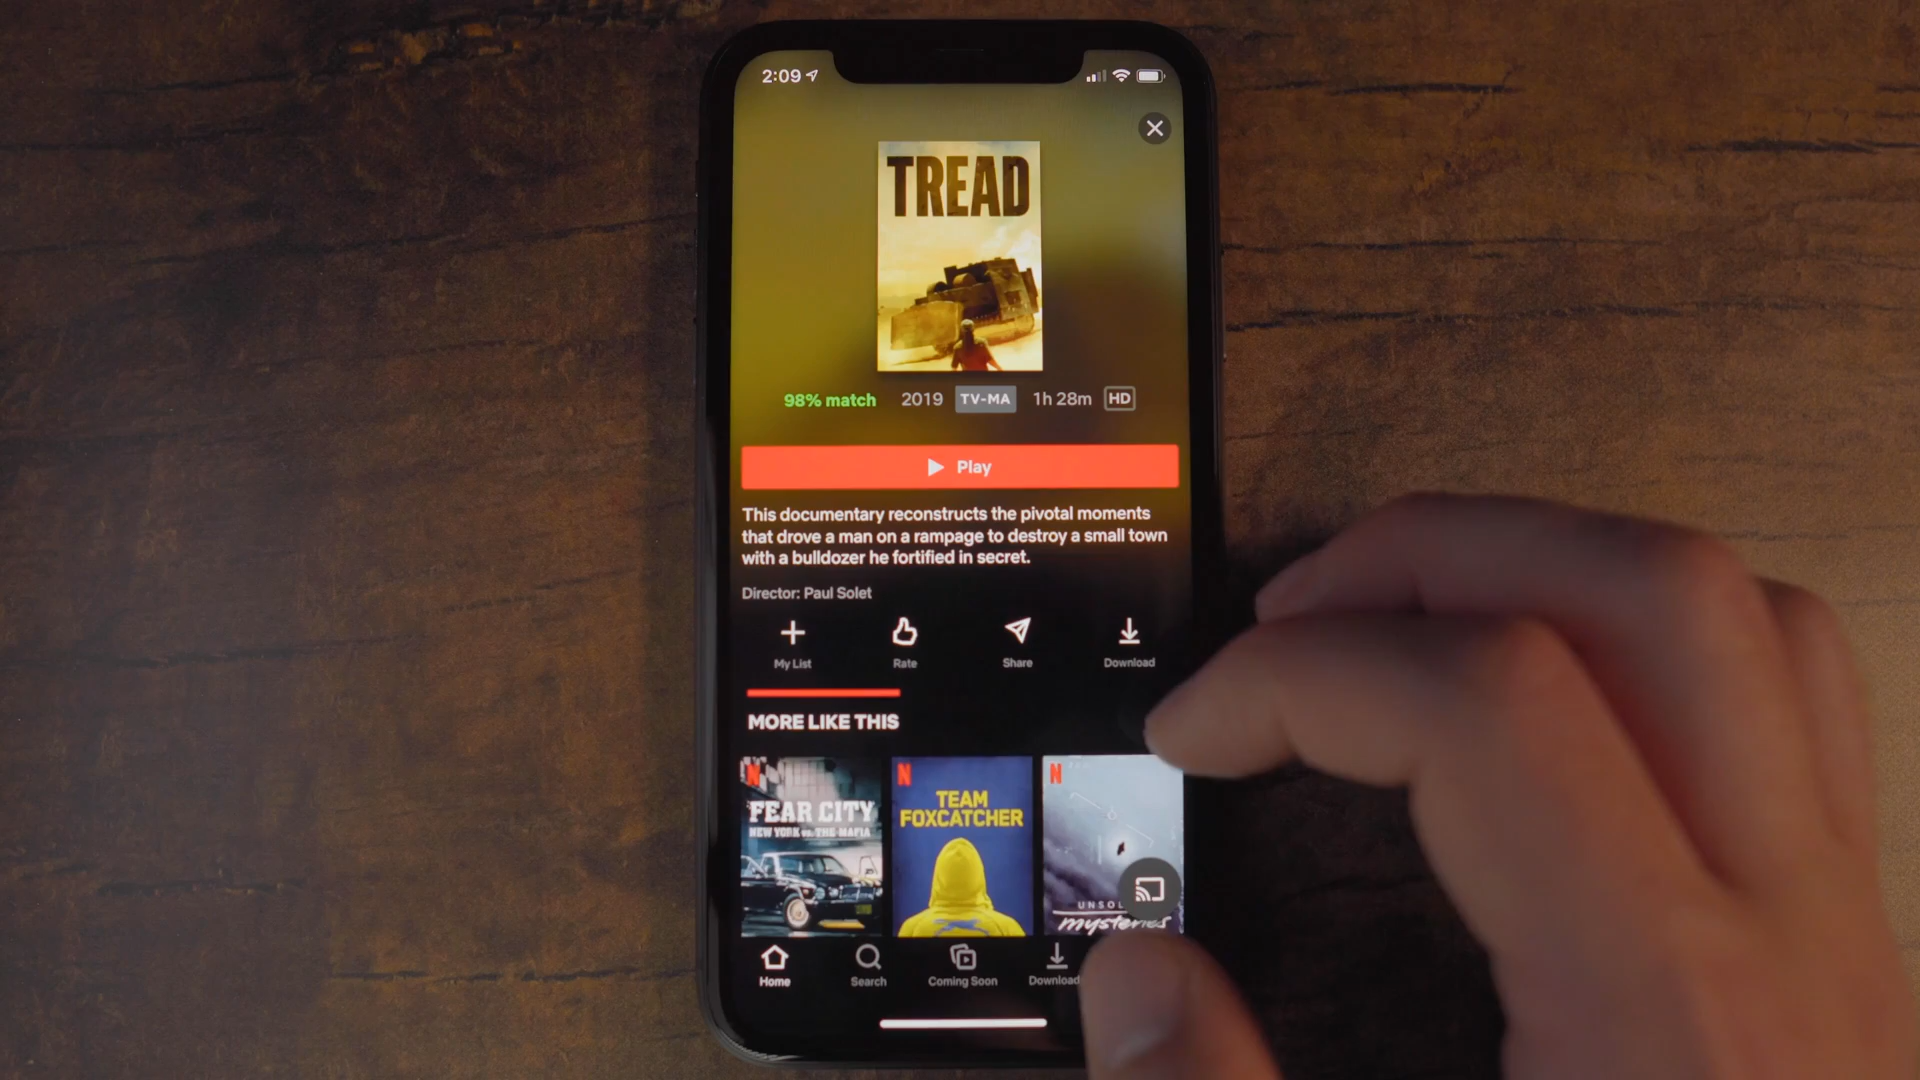 2:09
TREAD
98% match 2019 TV-MA 1h 28m HD
Play
This documentary reconstructs the pivotal moments
that drove a man on a rampage to destroy a small town
with a bulldozer he fortified in secret.
Director: Paul Solet
My List Rate Share Download
MORE LIKE THIS
N N N
FEAR CITY
NEW YORK vs. THE MAFIA
TEAM
FOXCATCHER
UNSOL
mysteries
Home Search Coming Soon Download